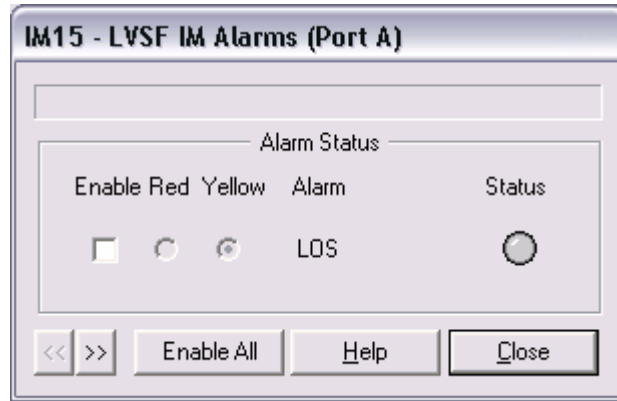 IM15 - LVSF IM Alarms (Port A)
Alarm Status
Enable Red Yellow Alarm Status
LOS
<< >> Enable All Help Close